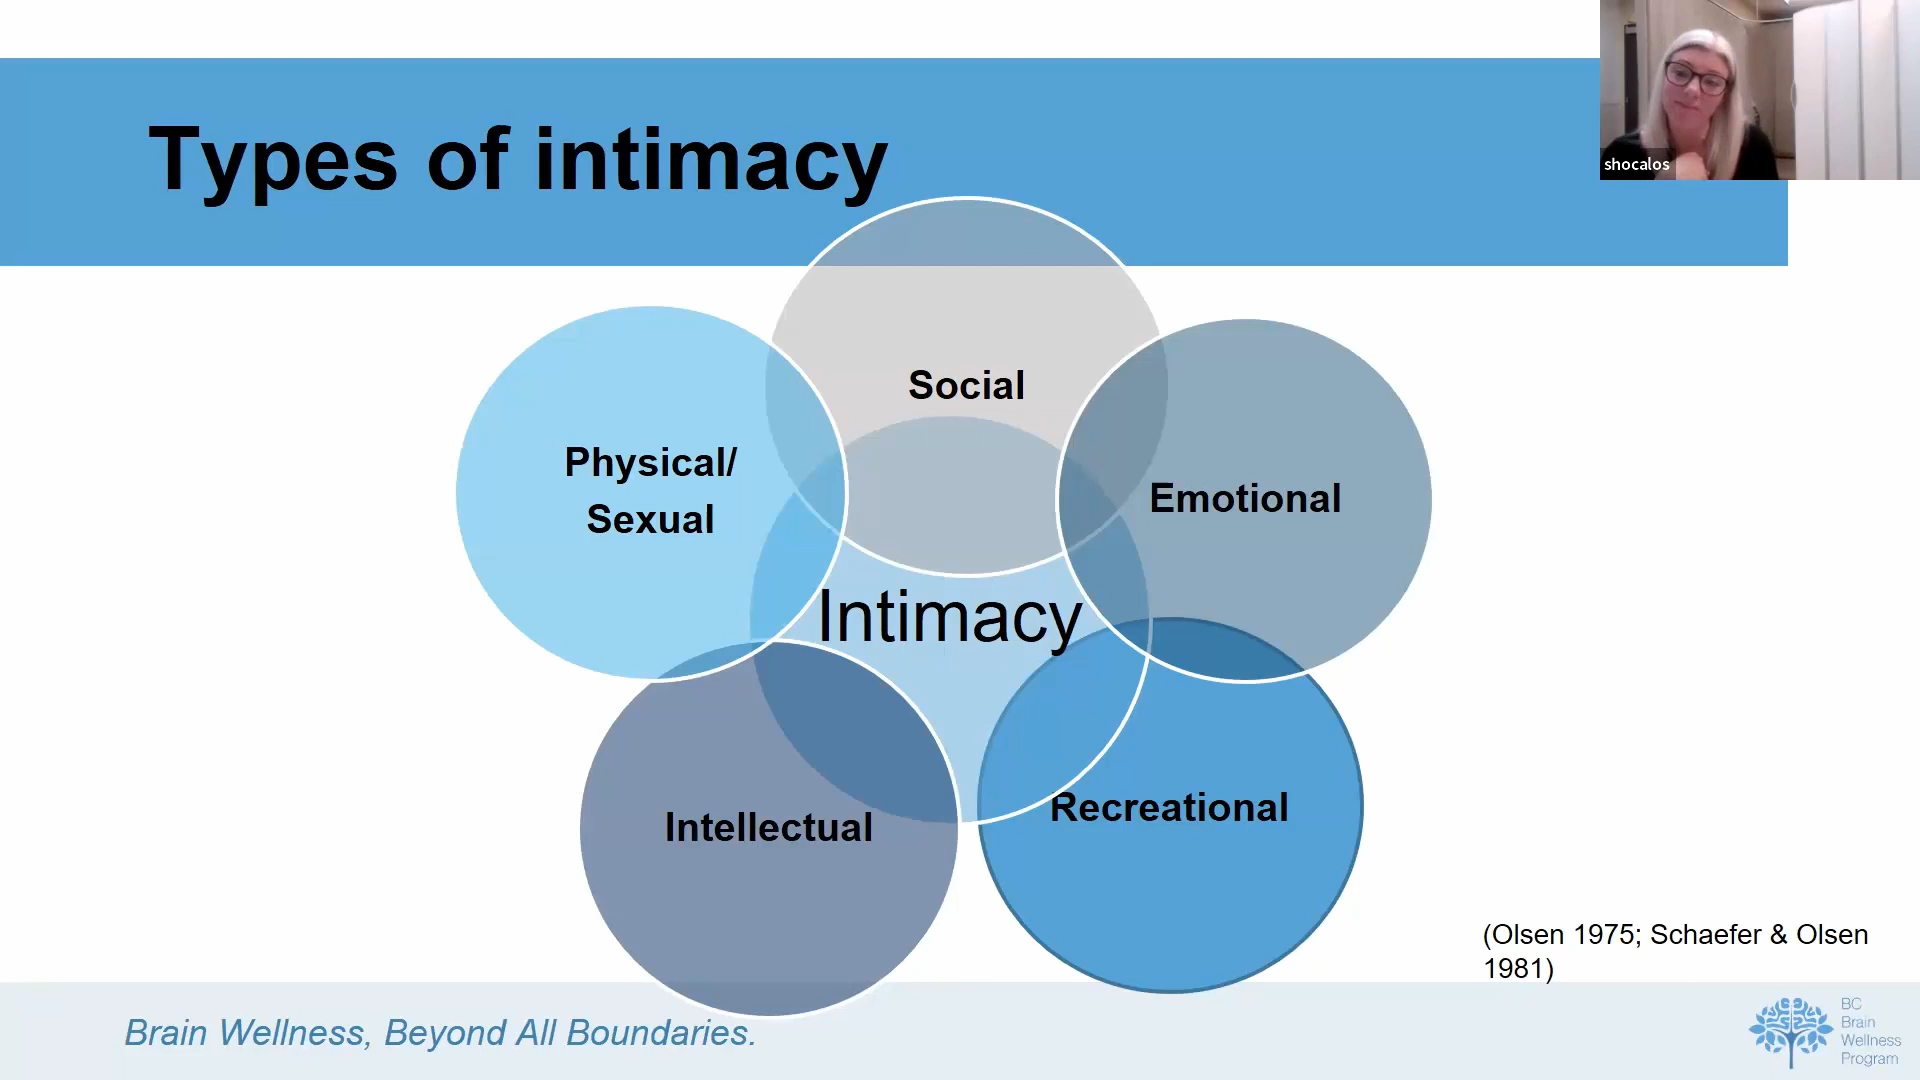 Types of intimacy
shocalos
Social
Physical/
Sexual
Emotional
Intimacy
Intellectual
Recreational
(Olsen 1975; Schaefer & Olsen
1981)
Brain Wellness, Beyond All Boundaries.
BC
Brain
Wellness
Program